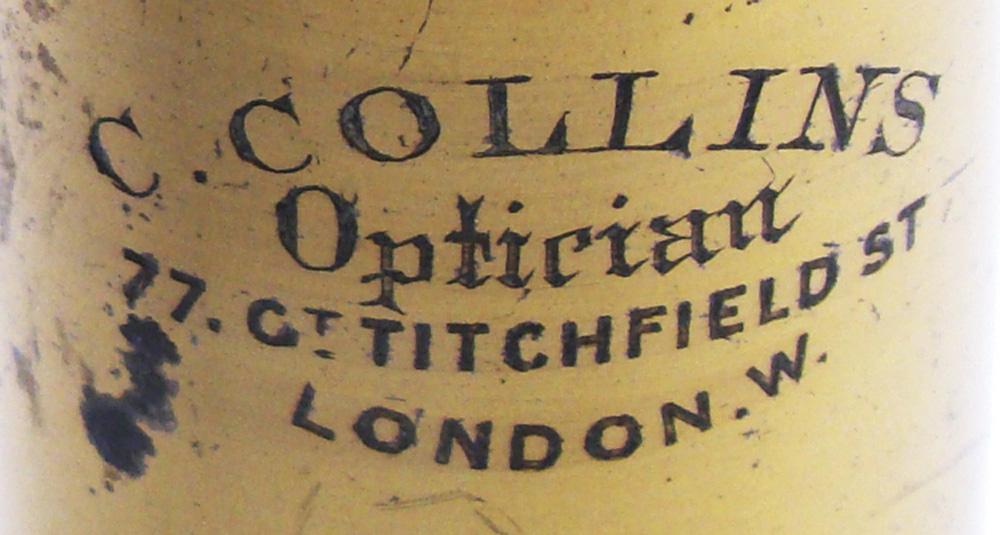 C. COLLINS
Optician
77. GT TITCHFIELD ST
LONDON. W.